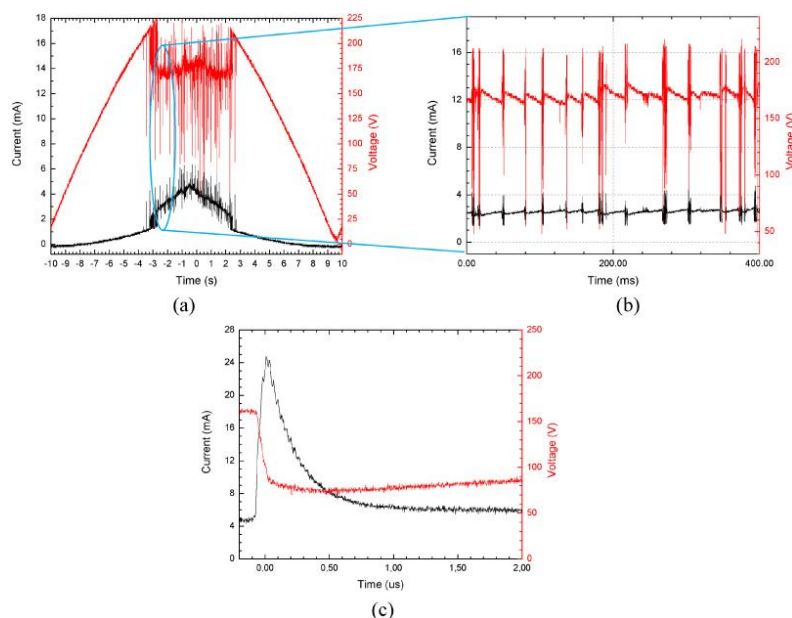 18
16
14
12
10
8
6
4
2
0
Current (mA)
225
200
175
150
125
100
75
50
25
0
Voltage (V)
-10 -9 -8 -7 -6 -5 -4 -3 -2 -1 0 1 2 3 4 5 6 7 8 9 10
Time (s)
(a)
16
12
8
4
0
Current (mA)
200
150
100
50
Voltage (V)
0.00 200.00 400.00
Time (ms)
(b)
28
24
20
16
12
8
4
0
Current (mA)
250
200
150
100
50
0
Voltage (V)
0,00 0,50 1,00 1,50 2,00
Time (us)
(c)